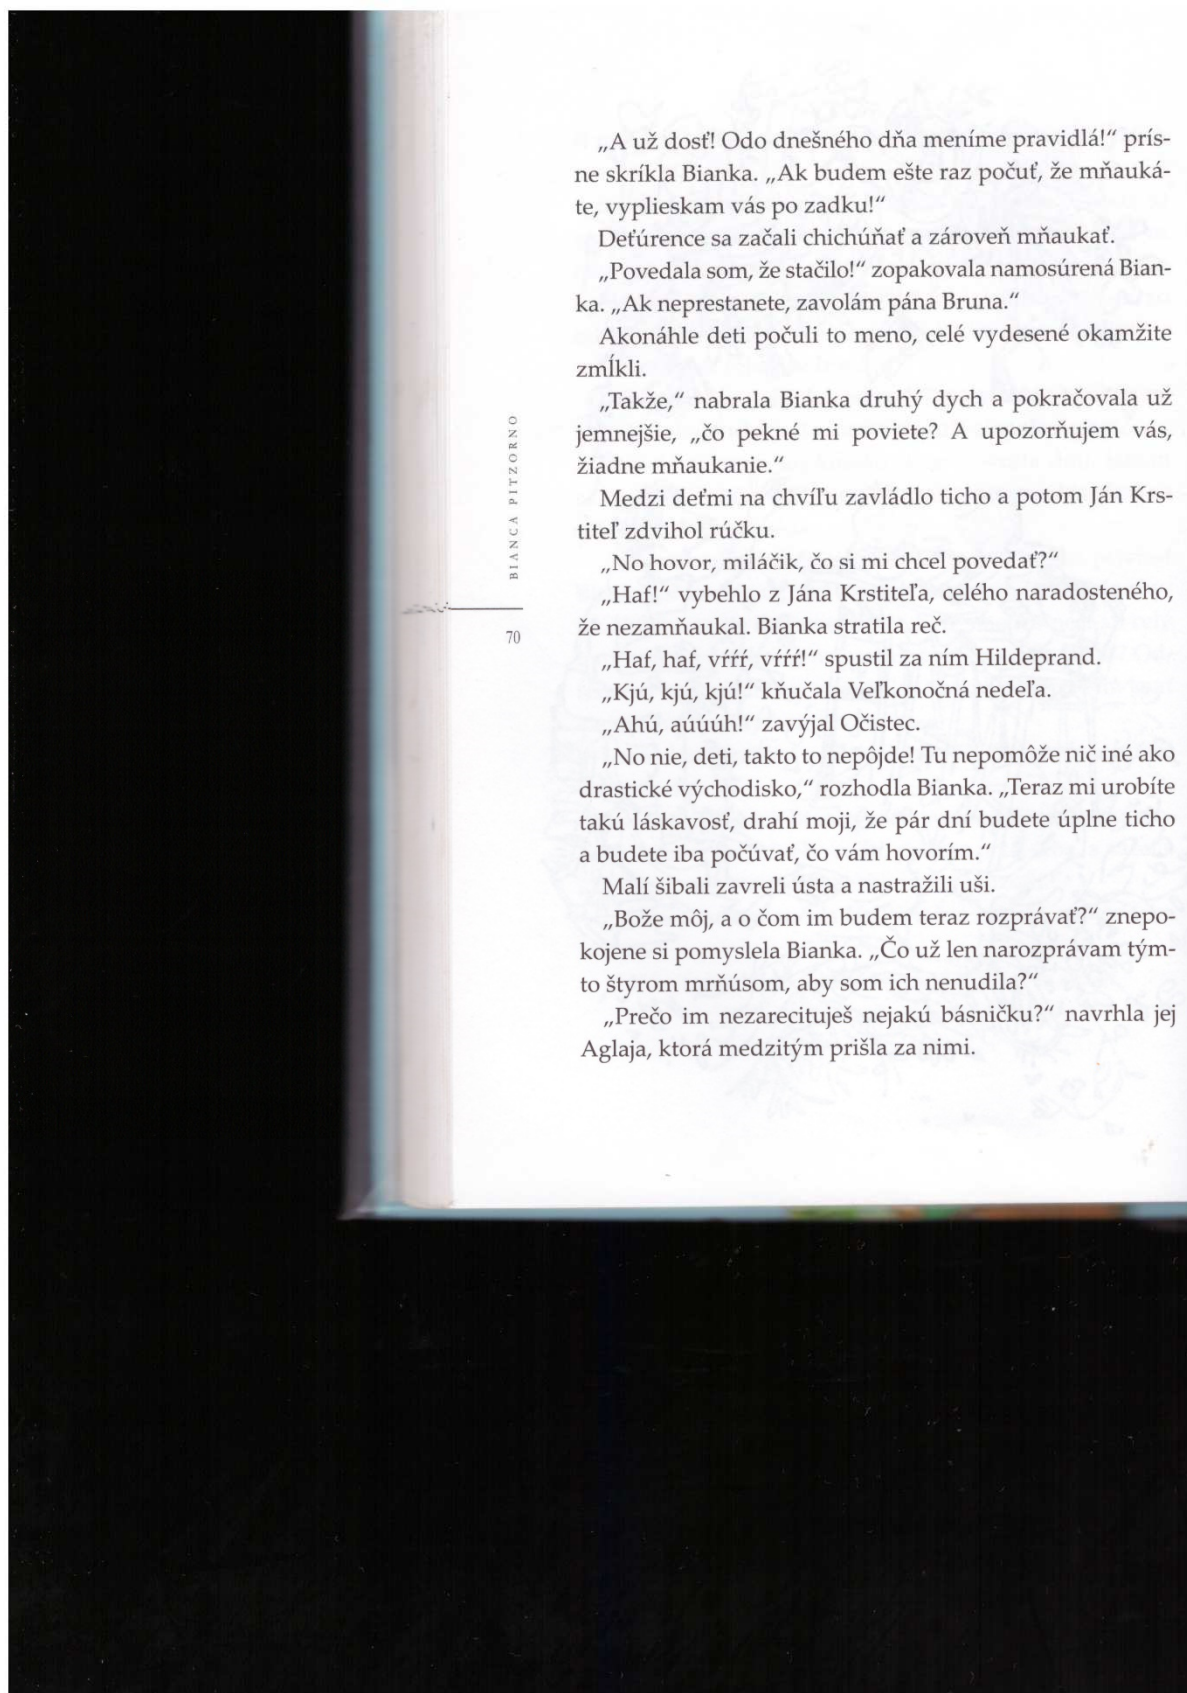 „A už dosť! Odo dnešného dňa meníme pravidlá!“ prís-
ne skríkla Bianka. „Ak budem ešte raz počuť, že mňauká-
te, vyplieskam vás po zadku!“
Deťúrence sa začali chichúňať a zároveň mňaukať.
„Povedala som, že stačilo!“ zopakovala namosúrená Bian-
ka. „Ak neprestanete, zavolám pána Bruna.“
Akonáhle deti počuli to meno, celé vydesené okamžite
zmĺkli.
„Takže,“ nabrala Bianka druhý dych a pokračovala už
jemnejšie, „čo pekné mi poviete? A upozorňujem vás,
žiadne mňaukanie.“
Medzi deťmi na chvíľu zavládlo ticho a potom Ján Krs-
titeľ zdvihol rúčku.
„No hovor, miláčik, čo si mi chcel povedať?“
„Haf!“ vybehlo z Jána Krstiteľa, celého naradosteného,
že nezamňaukal. Bianka stratila reč.
„Haf, haf, vŕŕŕ, vŕŕŕ!“ spustil za ním Hildeprand.
„Kjú, kjú, kjú!“ kňučala Veľkonočná nedeľa.
„Ahú, aúúúh!“ zavýjal Očistec.
„No nie, deti, takto to nepôjde! Tu nepomôže nič iné ako
drastické východisko,“ rozhodla Bianka. „Teraz mi urobíte
takú láskavosť, drahí moji, že pár dní budete úplne ticho
a budete iba počúvať, čo vám hovorím.“
Malí šibali zavreli ústa a nastražili uši.
„Bože môj, a o čom im budem teraz rozprávať?“ znepo-
kojene si pomyslela Bianka. „Čo už len narozprávam tým-
to štyrom mrňúsom, aby som ich nenudila?“
„Prečo im nezarecituješ nejakú básničku?“ navrhla jej
Aglaja, ktorá medzitým prišla za nimi.
BIANCA PITZORNO
70